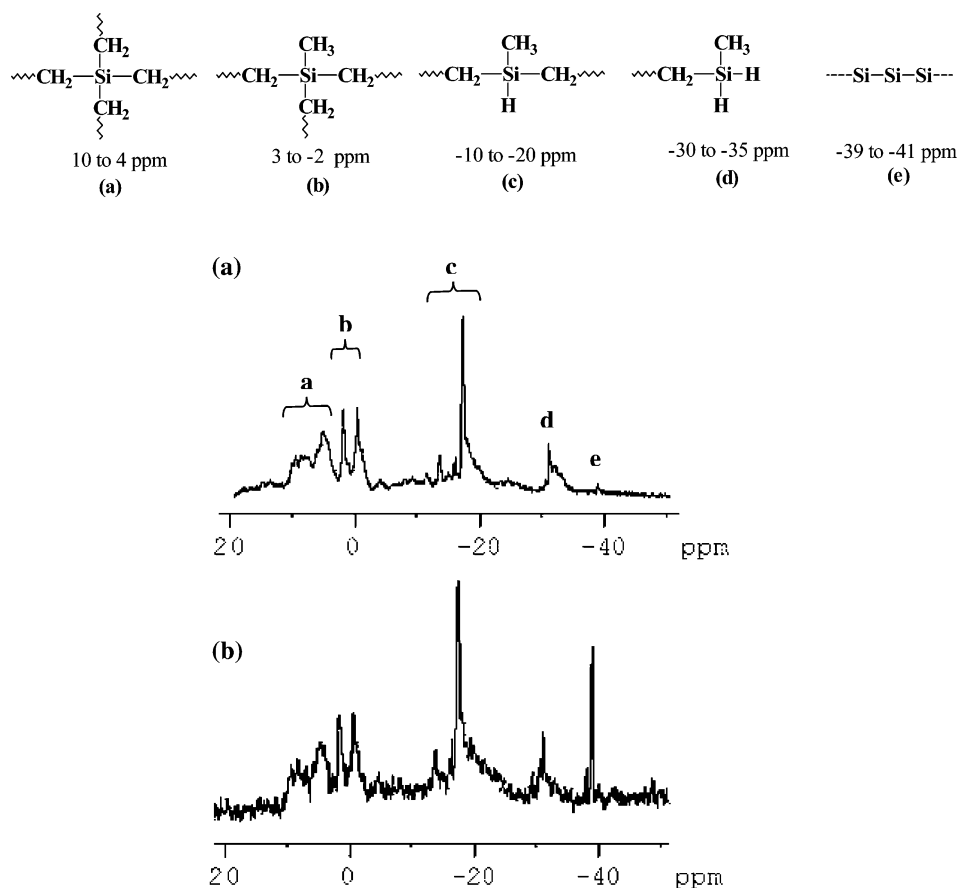 CH2 CH3 CH3 CH3
CH2—Si—CH2 CH2—Si—CH2 CH2—Si—CH2 CH2—Si—H ----Si—Si—Si----
CH2 CH2 H H
10 to 4 ppm 3 to -2 ppm -10 to -20 ppm -30 to -35 ppm -39 to -41 ppm
(a) (b) (c) (d) (e)
(a)
a b c d e
20 0 -20 -40 ppm
(b)
20 0 -20 -40 ppm